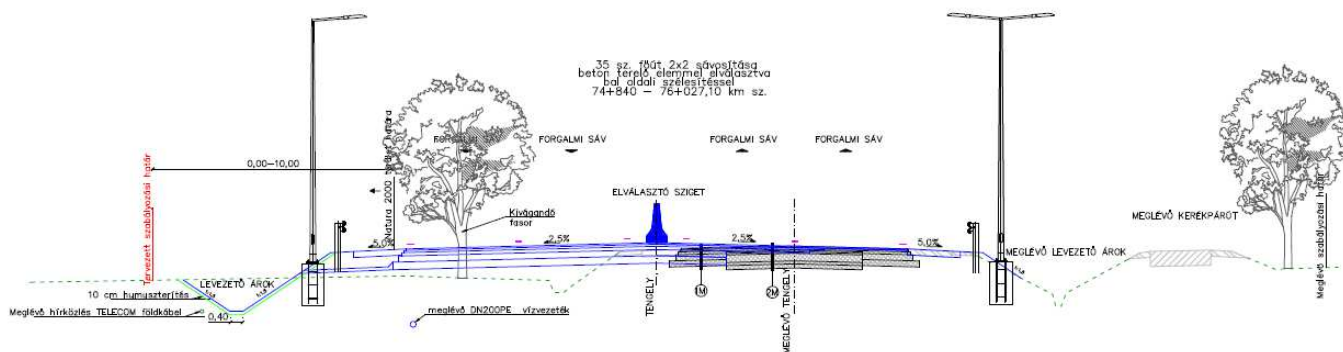 35 sz. főút 2x2 sávosítása
beton terelő elemmel elválasztva
bal oldali szélesítéssel
74+840 – 76+027,10 km sz.
FORGALMI SÁV
FORGALMI SÁV
FORGALMI SÁV
FORGALMI SÁV
0,00–10,00
Tervezett szabályozási határ
Natura 2000 terület határa
Kivágandó
fasor
ELVÁLASZTÓ SZIGET
MEGLÉVŐ KERÉKPÁRÚT
Meglévő szabályozási határ
5,0%
2,5%
2,5%
5,0%
MEGLÉVŐ LEVEZETŐ ÁROK
LEVEZETŐ ÁROK
10 cm humuszterítés
Meglévő hírközlés TELECOM földkábel
0,40
meglévő DN200PE vízvezeték
TENGELY
1M
2M
MEGLÉVŐ TENGELY